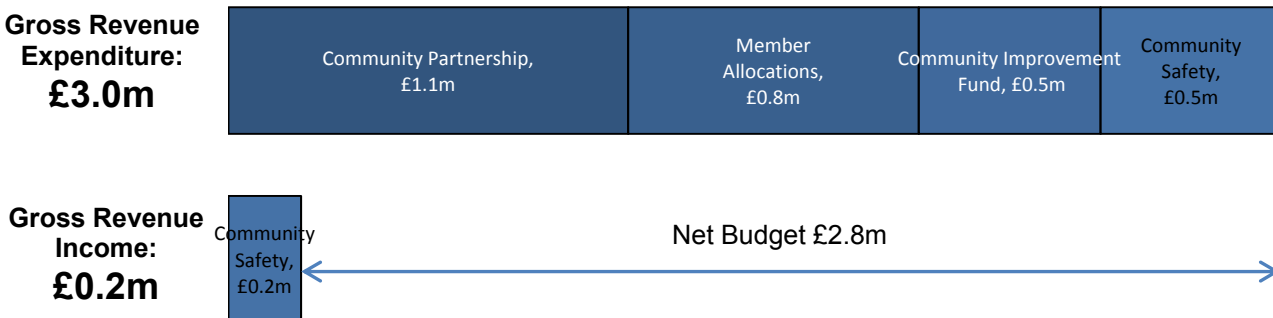 Gross Revenue
Expenditure:
£3.0m
Community Partnership,
£1.1m
Member
Allocations,
£0.8m
Community Improvement
Fund, £0.5m
Community
Safety,
£0.5m
Gross Revenue
Income:
£0.2m
Community
Safety,
£0.2m
Net Budget £2.8m